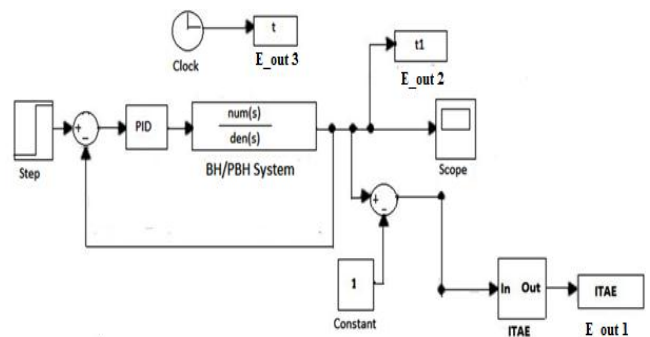 t
Clock
E_out 3
t1
E_out 2
+
-
PID
num(s)
den(s)
BH/PBH System
Step
Scope
+
-
1
Constant
In Out
ITAE
ITAE
E_out 1